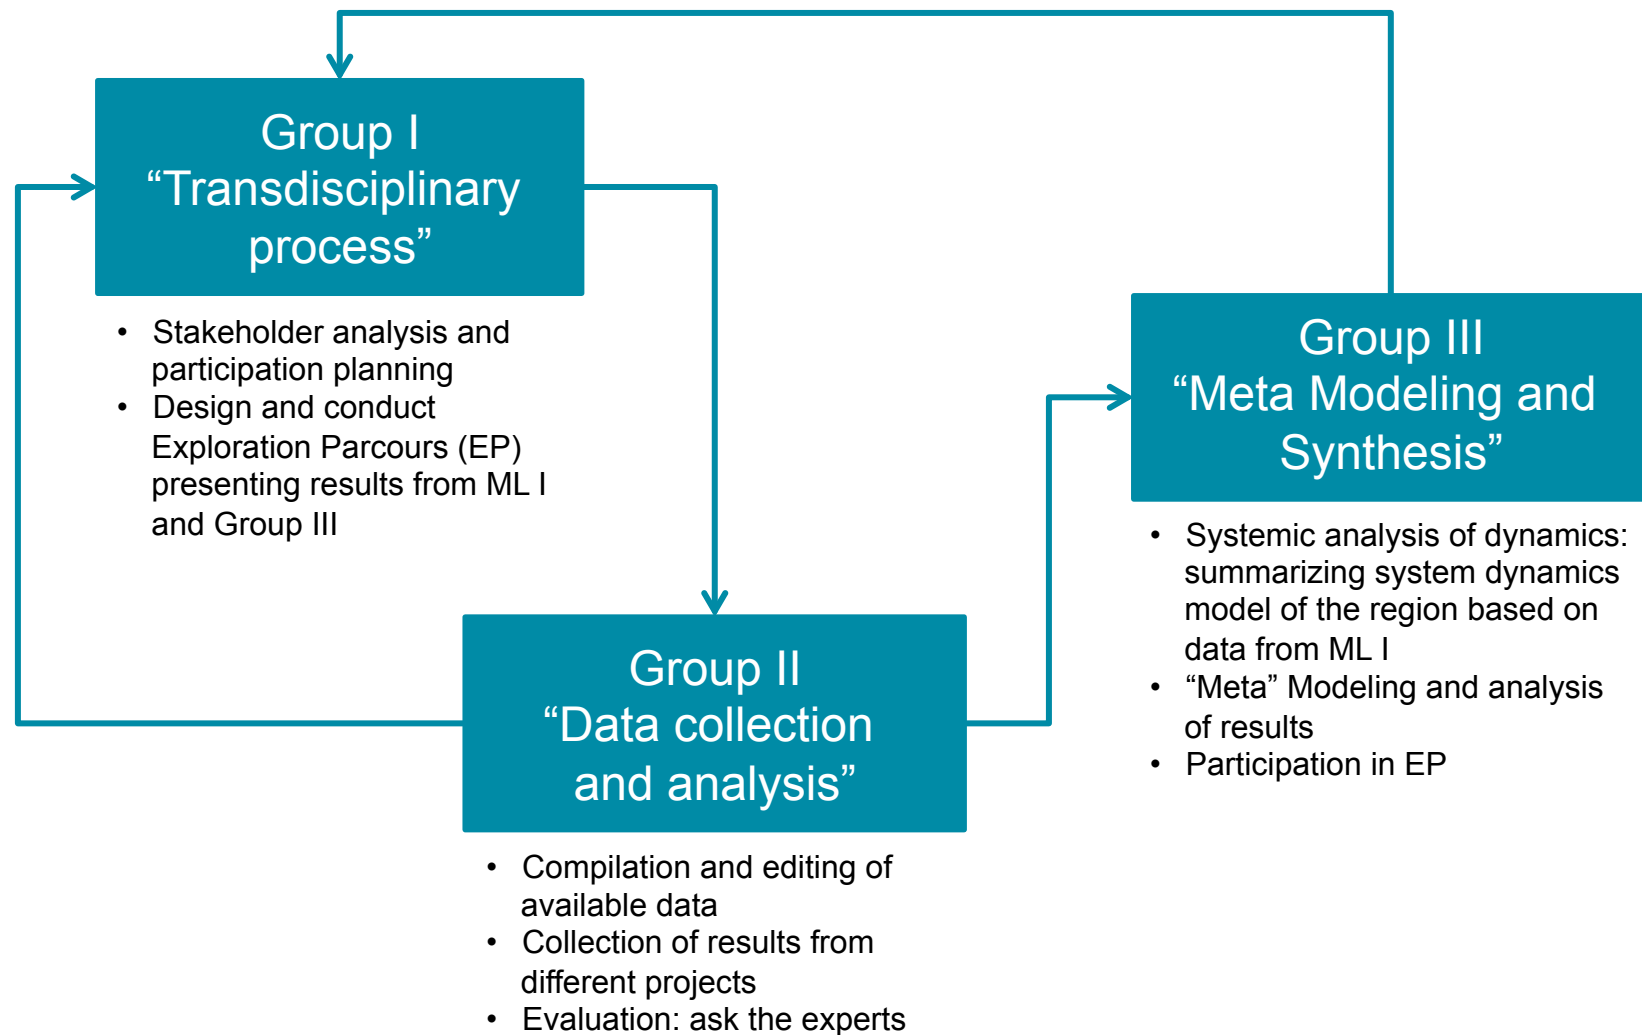 Group I
“Transdisciplinary
process”
• Stakeholder analysis and
participation planning
• Design and conduct
Exploration Parcours (EP)
presenting results from ML I
and Group III
Group II
“Data collection
and analysis”
• Compilation and editing of
available data
• Collection of results from
different projects
• Evaluation: ask the experts
Group III
“Meta Modeling and
Synthesis”
• Systemic analysis of dynamics:
summarizing system dynamics
model of the region based on
data from ML I
• “Meta” Modeling and analysis
of results
• Participation in EP